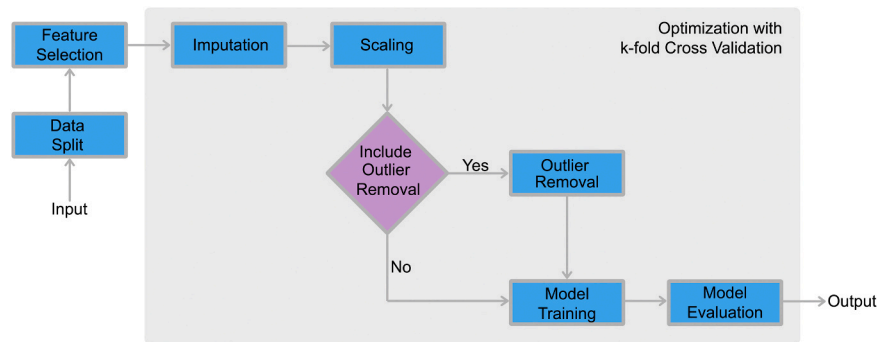 Feature
Selection
Imputation
Scaling
Optimization with
k-fold Cross Validation
Data
Split
Input
Include
Outlier
Removal
Yes
Outlier
Removal
No
Model
Training
Model
Evaluation
Output